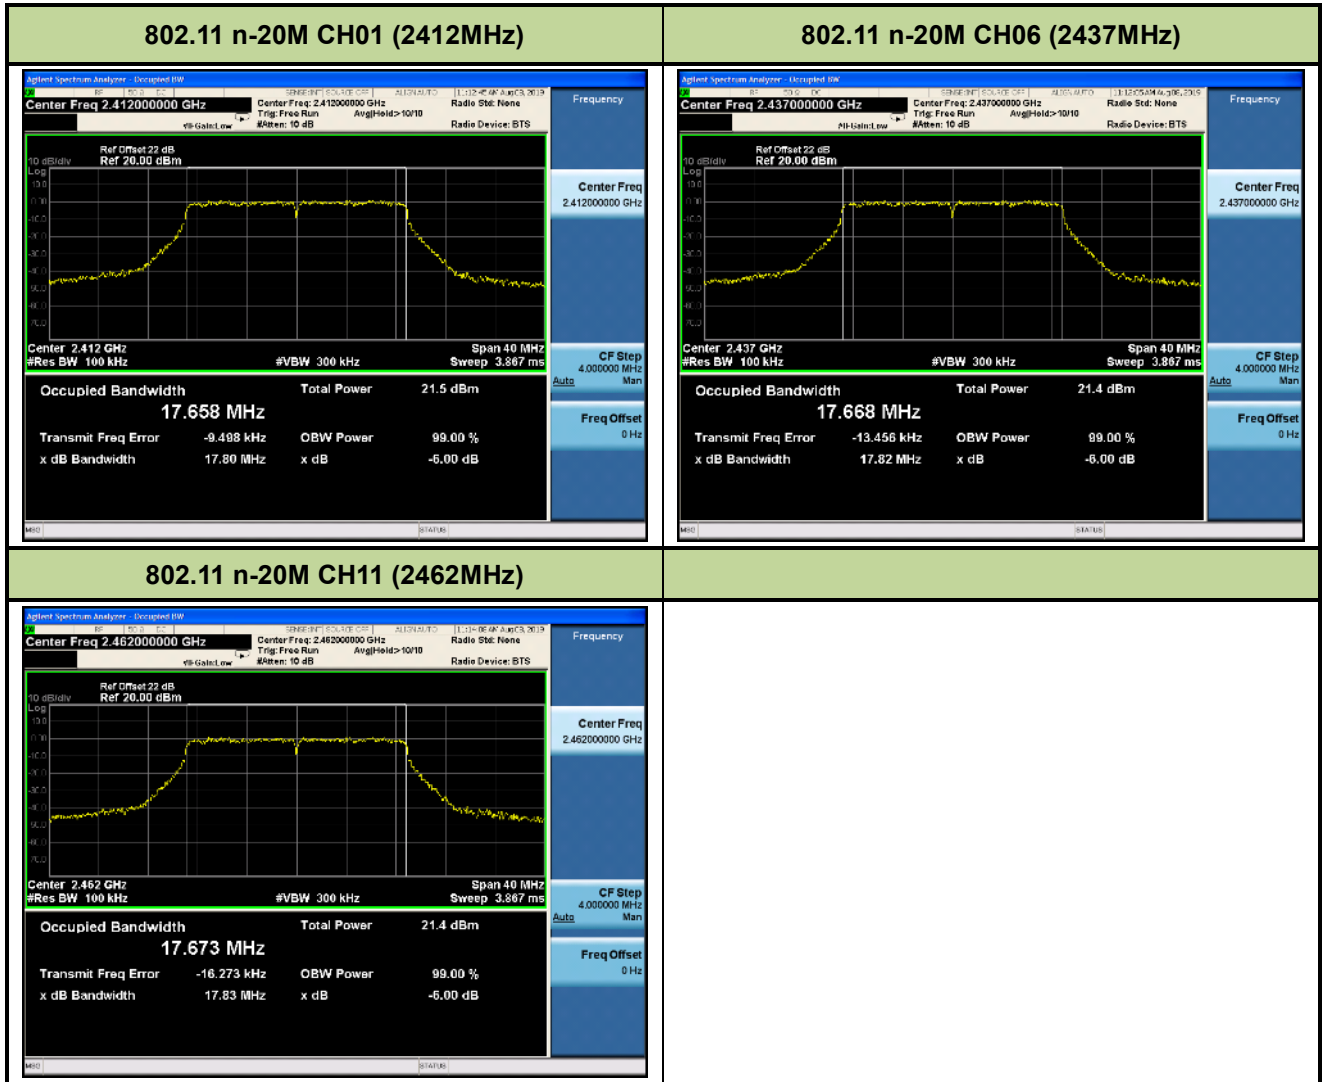 802.11 n-20M CH01 (2412MHz)
Agilent Spectrum Analyzer - Occupied BW
Center Freq 2.412000000 GHz
Center Freq: 2.412000000 GHz
Radio Std: None
Trig: Free Run
Avg|Hold>10/10
#IFGain:Low
#Atten: 10 dB
Radio Device: BTS
Ref Offset 22 dB
10 dB/div
Ref 20.00 dBm
Log
Center 2.412 GHz
Span 40 MHz
#Res BW 100 kHz
#VBW 300 kHz
Sweep 3.867 ms
Occupied Bandwidth
Total Power
21.5 dBm
17.658 MHz
Transmit Freq Error
-9.498 kHz
OBW Power
99.00 %
x dB Bandwidth
17.80 MHz
x dB
-6.00 dB
MSG
STATUS
Frequency
Center Freq
2.412000000 GHz
CF Step
4.000000 MHz
Auto Man
Freq Offset
0 Hz
802.11 n-20M CH06 (2437MHz)
Agilent Spectrum Analyzer - Occupied BW
Center Freq 2.437000000 GHz
Center Freq: 2.437000000 GHz
Radio Std: None
Trig: Free Run
Avg|Hold>10/10
#IFGain:Low
#Atten: 10 dB
Radio Device: BTS
Ref Offset 22 dB
10 dB/div
Ref 20.00 dBm
Log
Center 2.437 GHz
Span 40 MHz
#Res BW 100 kHz
#VBW 300 kHz
Sweep 3.867 ms
Occupied Bandwidth
Total Power
21.4 dBm
17.668 MHz
Transmit Freq Error
-13.456 kHz
OBW Power
99.00 %
x dB Bandwidth
17.82 MHz
x dB
-6.00 dB
MSG
STATUS
Frequency
Center Freq
2.437000000 GHz
CF Step
4.000000 MHz
Auto Man
Freq Offset
0 Hz
802.11 n-20M CH11 (2462MHz)
Agilent Spectrum Analyzer - Occupied BW
Center Freq 2.462000000 GHz
Center Freq: 2.462000000 GHz
Radio Std: None
Trig: Free Run
Avg|Hold>10/10
#IFGain:Low
#Atten: 10 dB
Radio Device: BTS
Ref Offset 22 dB
10 dB/div
Ref 20.00 dBm
Log
Center 2.462 GHz
Span 40 MHz
#Res BW 100 kHz
#VBW 300 kHz
Sweep 3.867 ms
Occupied Bandwidth
Total Power
21.4 dBm
17.673 MHz
Transmit Freq Error
-16.273 kHz
OBW Power
99.00 %
x dB Bandwidth
17.83 MHz
x dB
-6.00 dB
MSG
STATUS
Frequency
Center Freq
2.462000000 GHz
CF Step
4.000000 MHz
Auto Man
Freq Offset
0 Hz